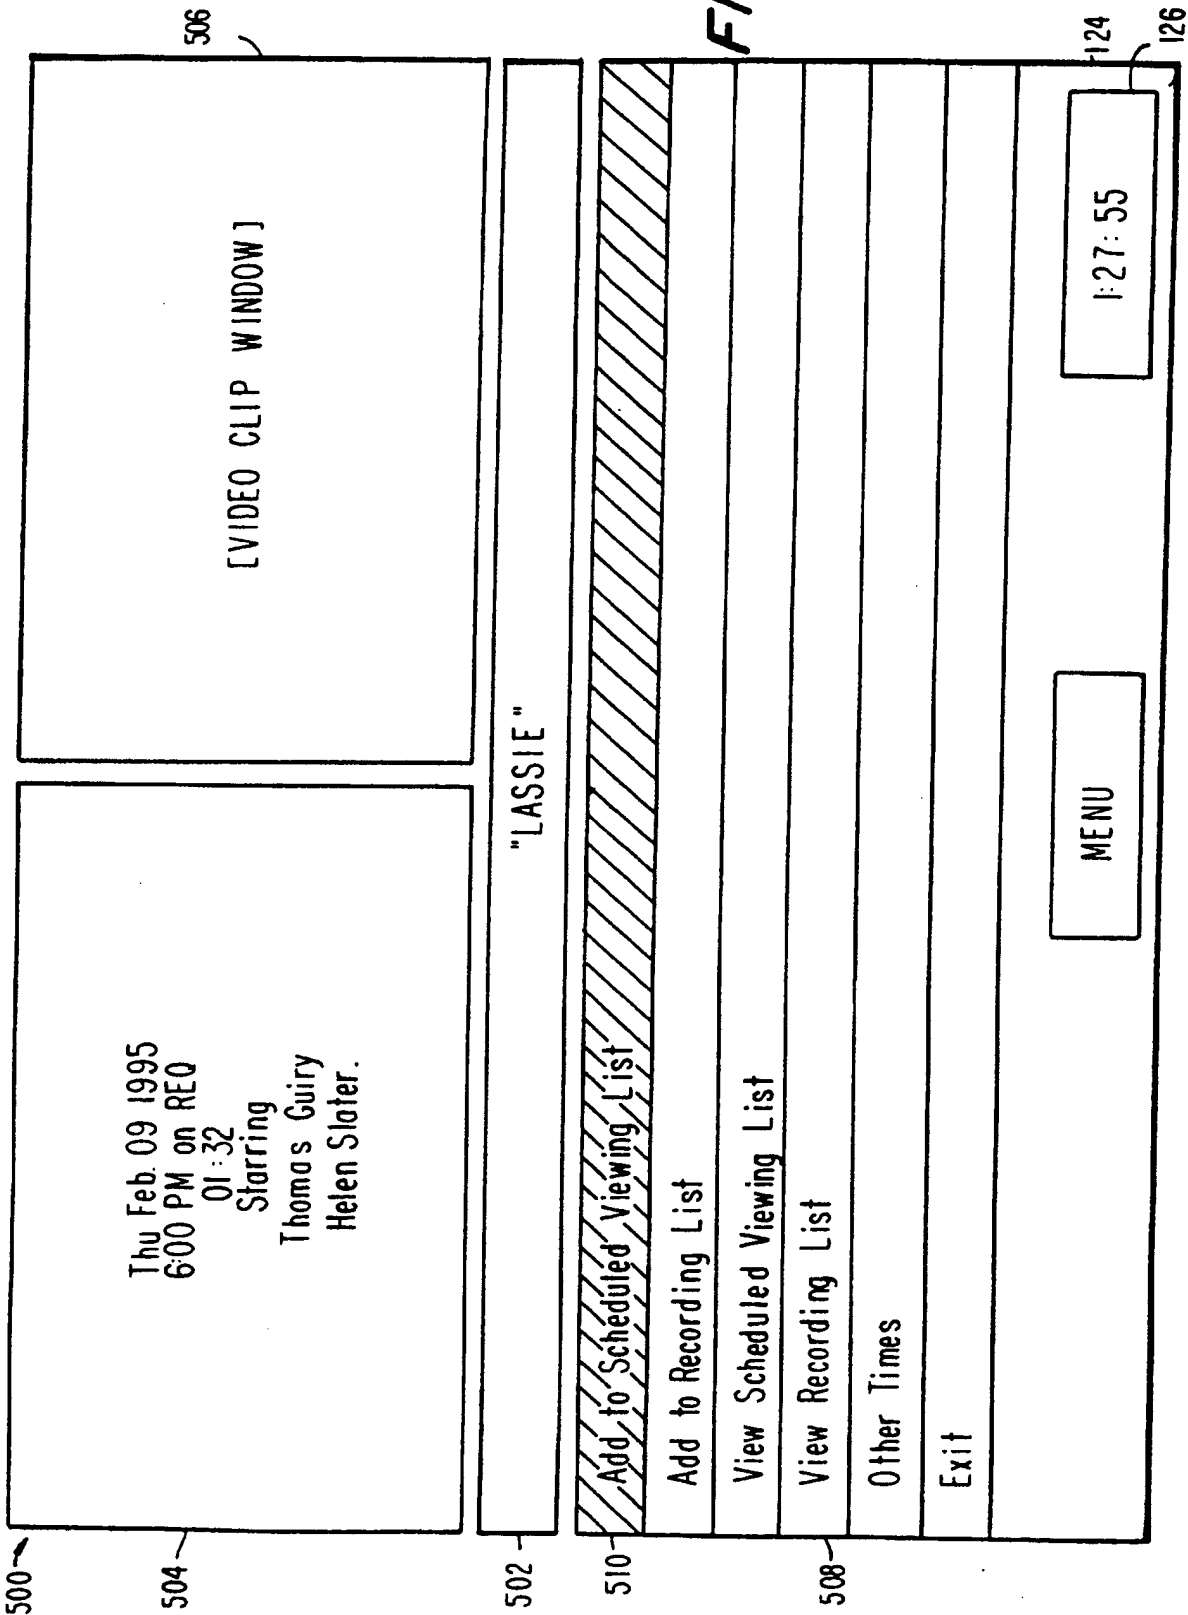 500
504
Thu Feb. 09 1995
6:00 PM on REQ
01:32
Starring
Thomas Guiry
Helen Slater.
[VIDEO CLIP WINDOW]
506
502
"LASSIE"
510
Add to Scheduled Viewing List
Add to Recording List
View Scheduled Viewing List
508
View Recording List
Other Times
Exit
MENU
1:27:55
124
126